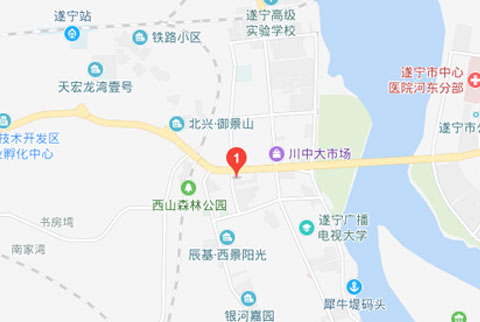 遂宁站
遂宁高级
实验学校
铁路小区
天宏龙湾壹号
遂宁市中心
医院河东分部
技术开发区
业孵化中心
北兴·御景山
遂宁市公
1
川中大市场
西山森林公园
书房塆
南家湾
遂宁广播
电视大学
辰基·西景阳光
犀牛堤码头
银河嘉园